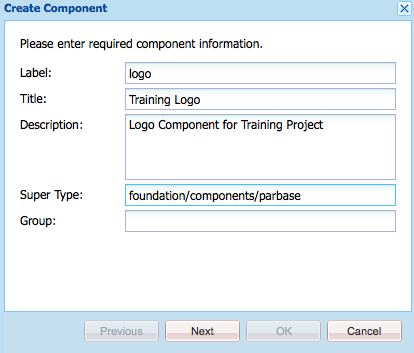 Create Component
Please enter required component information.
Label: logo
Title: Training Logo
Description: Logo Component for Training Project
Super Type: foundation/components/parbase
Group:
Previous Next OK Cancel